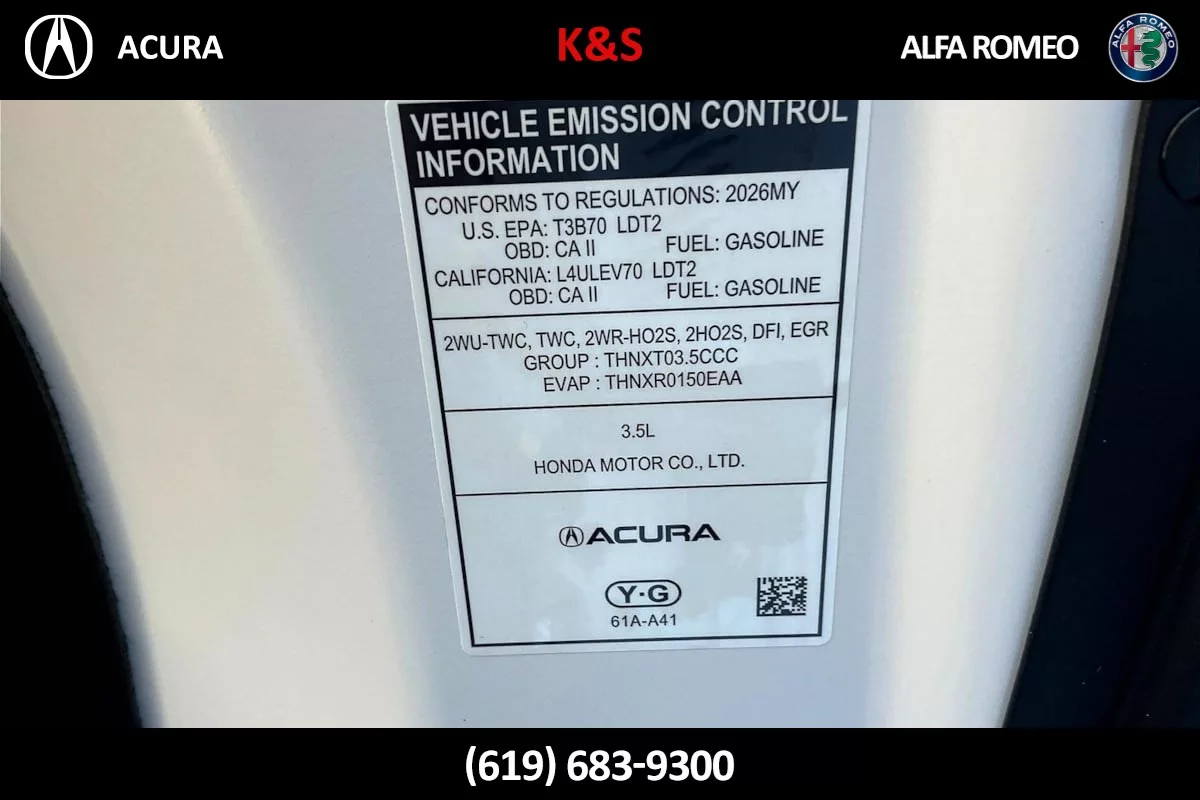 ACURA
K&S
ALFA ROMEO
ALFA ROMEO
VEHICLE EMISSION CONTROL
INFORMATION
CONFORMS TO REGULATIONS: 2026MY
U.S. EPA: T3B70 LDT2
OBD: CA II FUEL: GASOLINE
CALIFORNIA: L4ULEV70 LDT2
OBD: CA II FUEL: GASOLINE
2WU-TWC, TWC, 2WR-HO2S, 2HO2S, DFI, EGR
GROUP : THNXT03.5CCC
EVAP : THNXR0150EAA
3.5L
HONDA MOTOR CO., LTD.
ACURA
Y·G
61A-A41
(619) 683-9300